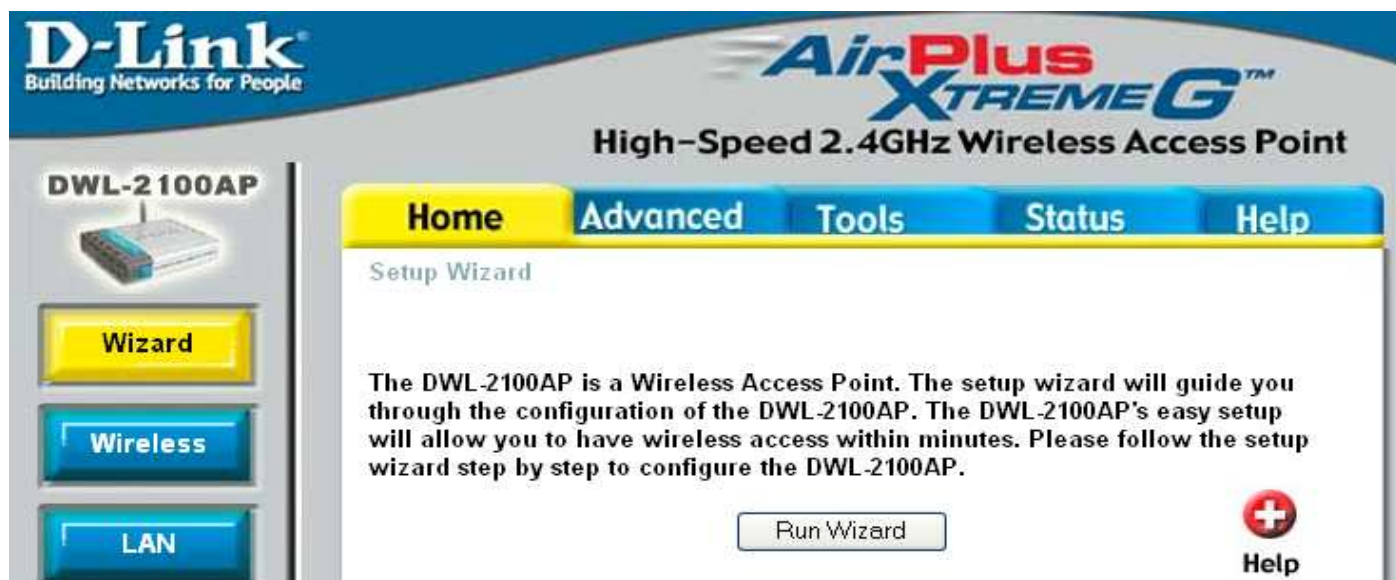 D-Link
Building Networks for People
AirPlus
XTREME G™
High-Speed 2.4GHz Wireless Access Point
DWL-2100AP
Home Advanced Tools Status Help
Setup Wizard
Wizard
The DWL-2100AP is a Wireless Access Point. The setup wizard will guide you
through the configuration of the DWL-2100AP. The DWL-2100AP's easy setup
will allow you to have wireless access within minutes. Please follow the setup
wizard step by step to configure the DWL-2100AP.
Wireless
LAN
Run Wizard
Help